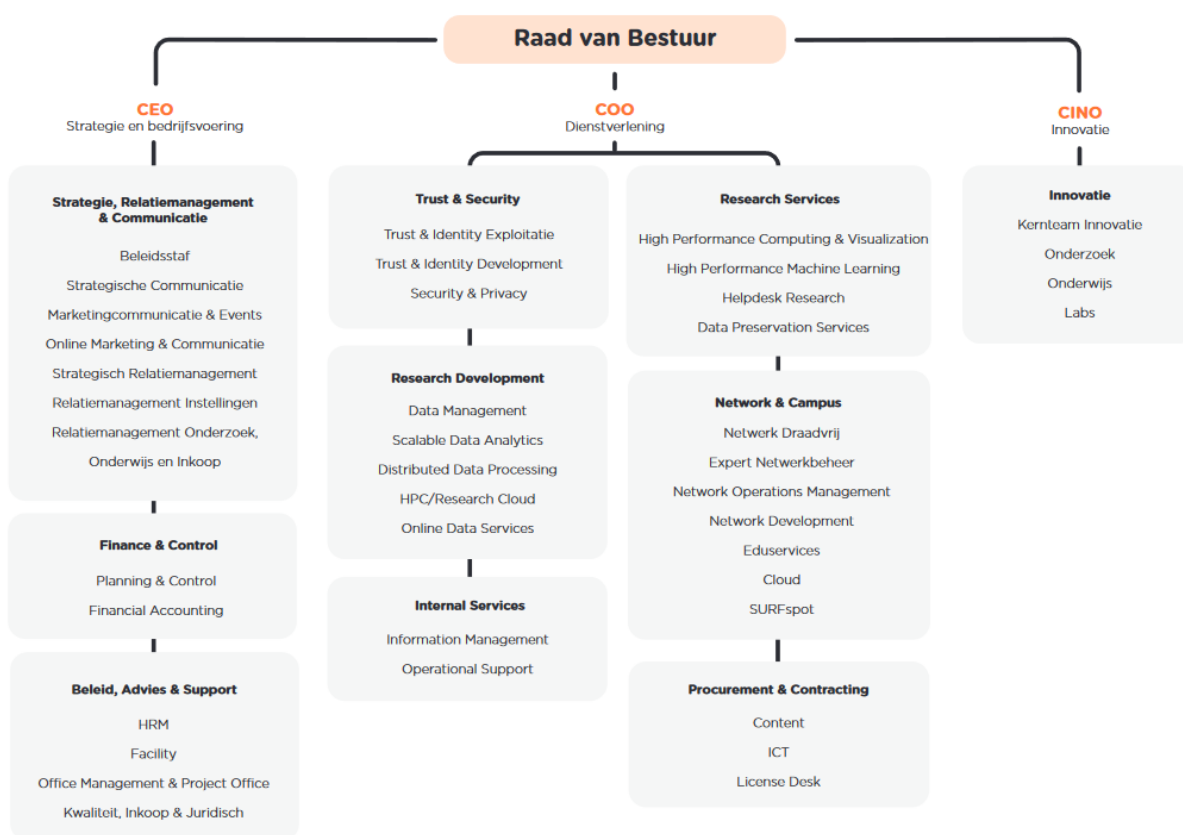 Raad van Bestuur
CEO
Strategie en bedrijfsvoering
Strategie, Relatiemanagement
& Communicatie
Beleidsstaf
Strategische Communicatie
Marketingcommunicatie & Events
Online Marketing & Communicatie
Strategisch Relatiemanagement
Relatiemanagement Instellingen
Relatiemanagement Onderzoek,
Onderwijs en Inkoop
Finance & Control
Planning & Control
Financial Accounting
Beleid, Advies & Support
HRM
Facility
Office Management & Project Office
Kwaliteit, Inkoop & Juridisch
COO
Dienstverlening
Trust & Security
Trust & Identity Exploitatie
Trust & Identity Development
Security & Privacy
Research Development
Data Management
Scalable Data Analytics
Distributed Data Processing
HPC/Research Cloud
Online Data Services
Internal Services
Information Management
Operational Support
Research Services
High Performance Computing & Visualization
High Performance Machine Learning
Helpdesk Research
Data Preservation Services
Network & Campus
Netwerk Draadvrij
Expert Netwerkbeheer
Network Operations Management
Network Development
Eduservices
Cloud
SURFspot
Procurement & Contracting
Content
ICT
License Desk
CINO
Innovatie
Innovatie
Kernteam Innovatie
Onderzoek
Onderwijs
Labs